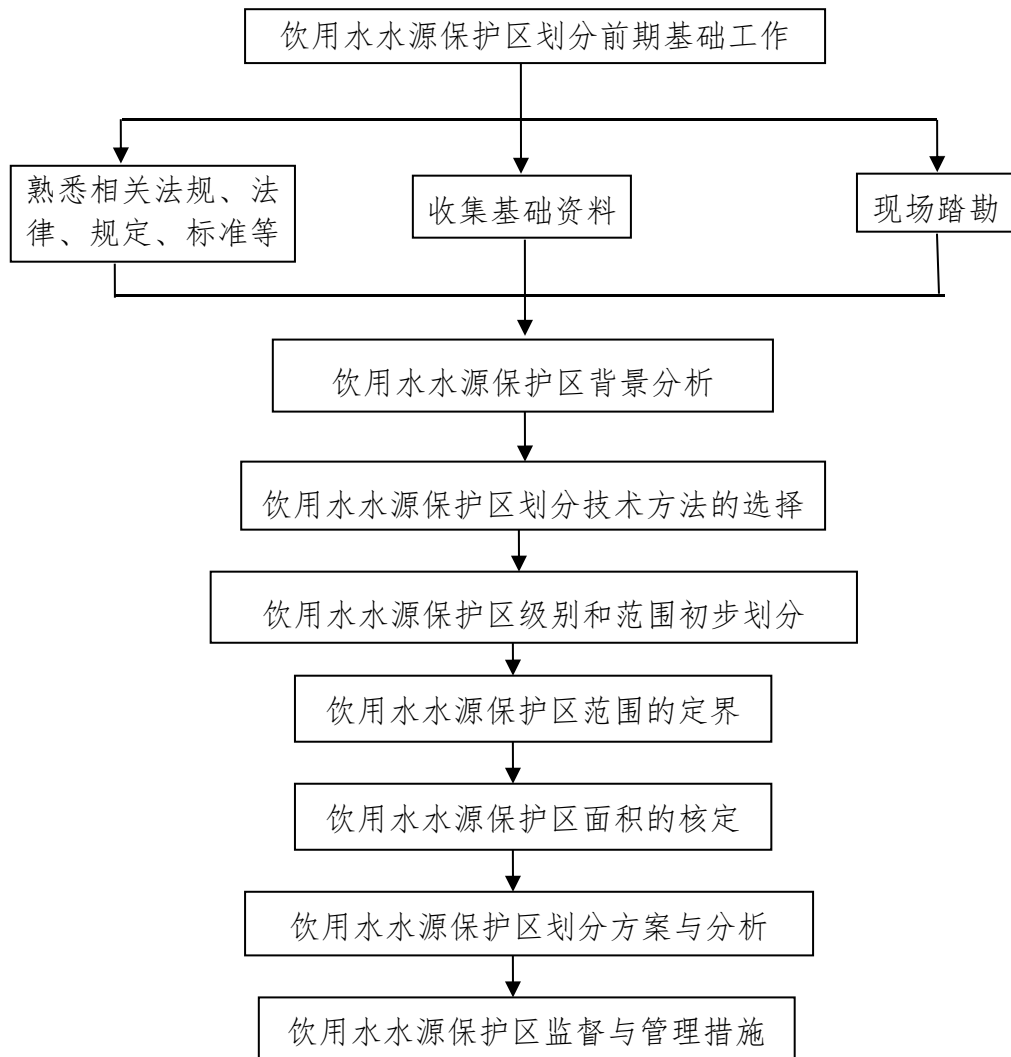 饮用水水源保护区划分前期基础工作
熟悉相关法规、法
律、规定、标准等
收集基础资料
现场踏勘
饮用水水源保护区背景分析
饮用水水源保护区划分技术方法的选择
饮用水水源保护区级别和范围初步划分
饮用水水源保护区范围的定界
饮用水水源保护区面积的核定
饮用水水源保护区划分方案与分析
饮用水水源保护区监督与管理措施